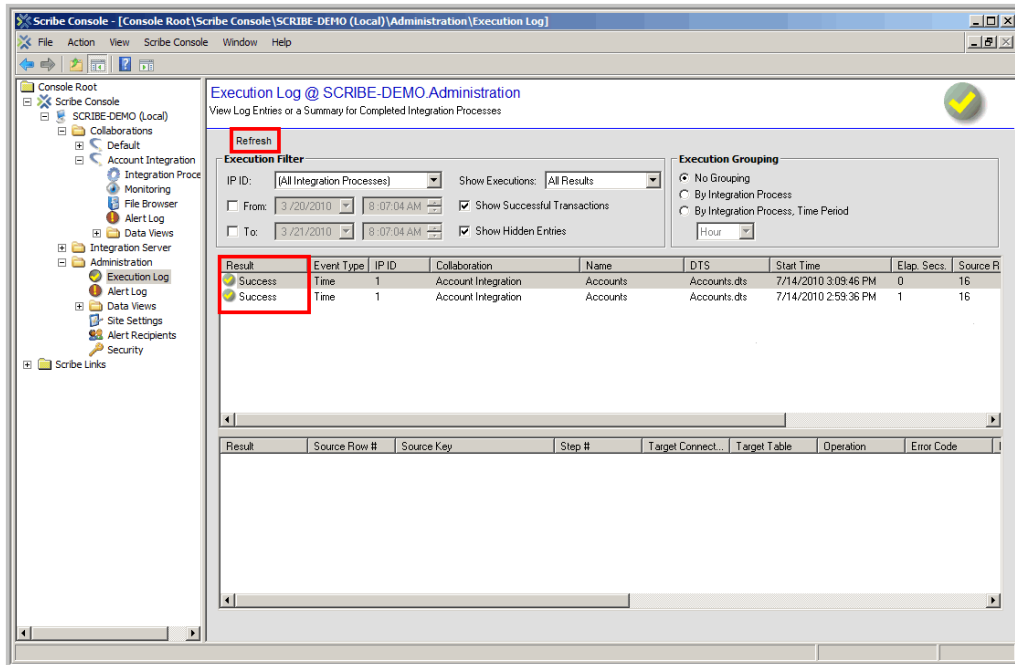 Scribe Console - [Console Root\Scribe Console\SCRIBE-DEMO (Local)\Administration\Execution Log]
File Action View Scribe Console Window Help
Console Root
Scribe Console
SCRIBE-DEMO (Local)
Collaborations
Default
Account Integration
Integration Proce
Monitoring
File Browser
Alert Log
Data Views
Integration Server
Administration
Execution Log
Alert Log
Data Views
Site Settings
Alert Recipients
Security
Scribe Links
Execution Log @ SCRIBE-DEMO.Administration
View Log Entries or a Summary for Completed Integration Processes
Refresh
Execution Filter
IP ID: (All Integration Processes) Show Executions: All Results
From: 3 /20/2010 8 :07:04 AM Show Successful Transactions
To: 3 /21/2010 8 :07:04 AM Show Hidden Entries
Execution Grouping
No Grouping
By Integration Process
By Integration Process, Time Period
Hour
Result Event Type IP ID Collaboration Name DTS Start Time Elap. Secs. Source R
Success Time 1 Account Integration Accounts Accounts.dts 7/14/2010 3:09:46 PM 0 16
Success Time 1 Account Integration Accounts Accounts.dts 7/14/2010 2:59:36 PM 1 16
Result Source Row # Source Key Step # Target Connect... Target Table Operation Error Code